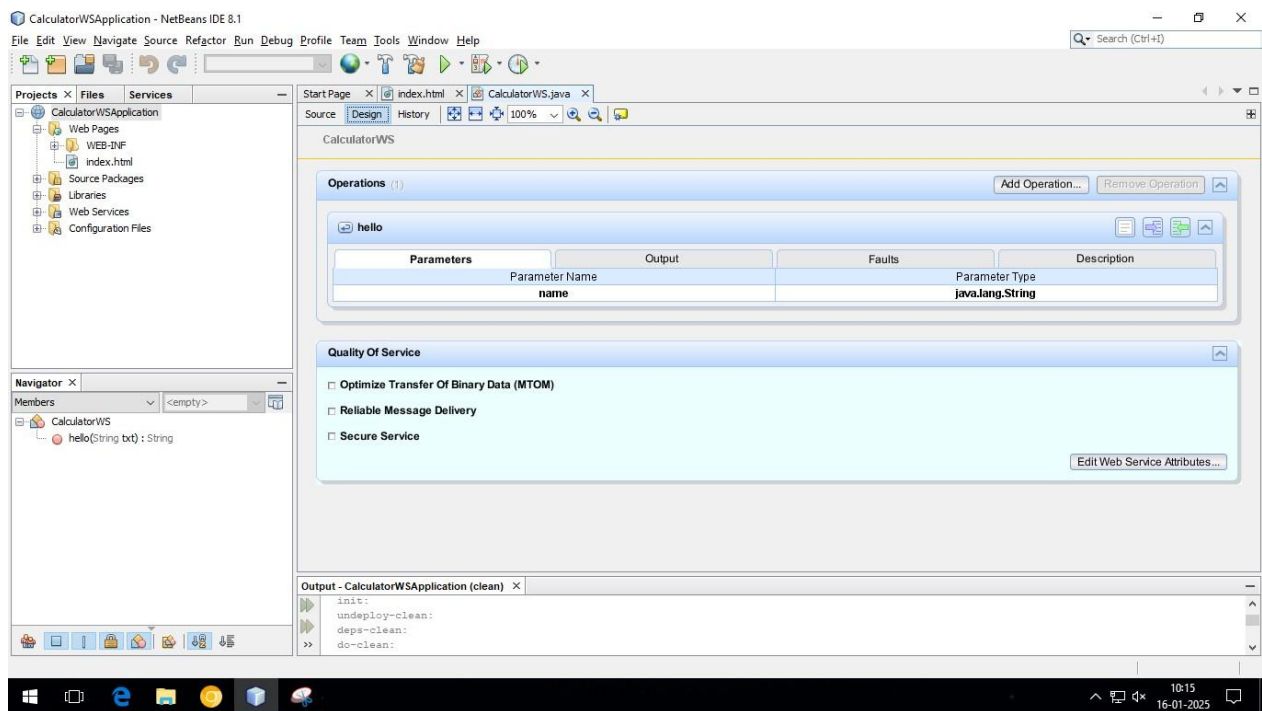 CalculatorWSApplication - NetBeans IDE 8.1
File Edit View Navigate Source Refactor Run Debug Profile Team Tools Window Help
Search (Ctrl+I)
Projects Files Services
Start Page index.html CalculatorWS.java
CalculatorWSApplication
Web Pages
WEB-INF
index.html
Source Packages
Libraries
Web Services
Configuration Files
Source Design History 100%
CalculatorWS
Operations (1)
Add Operation... Remove Operation
hello
Parameters Output Faults Description
Parameter Name Parameter Type
name java.lang.String
Quality Of Service
Optimize Transfer Of Binary Data (MTOM)
Reliable Message Delivery
Secure Service
Edit Web Service Attributes...
Navigator
Members <empty>
CalculatorWS
hello(String txt) : String
Output - CalculatorWSApplication (clean)
init:
undeploy-clean:
deps-clean:
do-clean:
10:15
16-01-2025